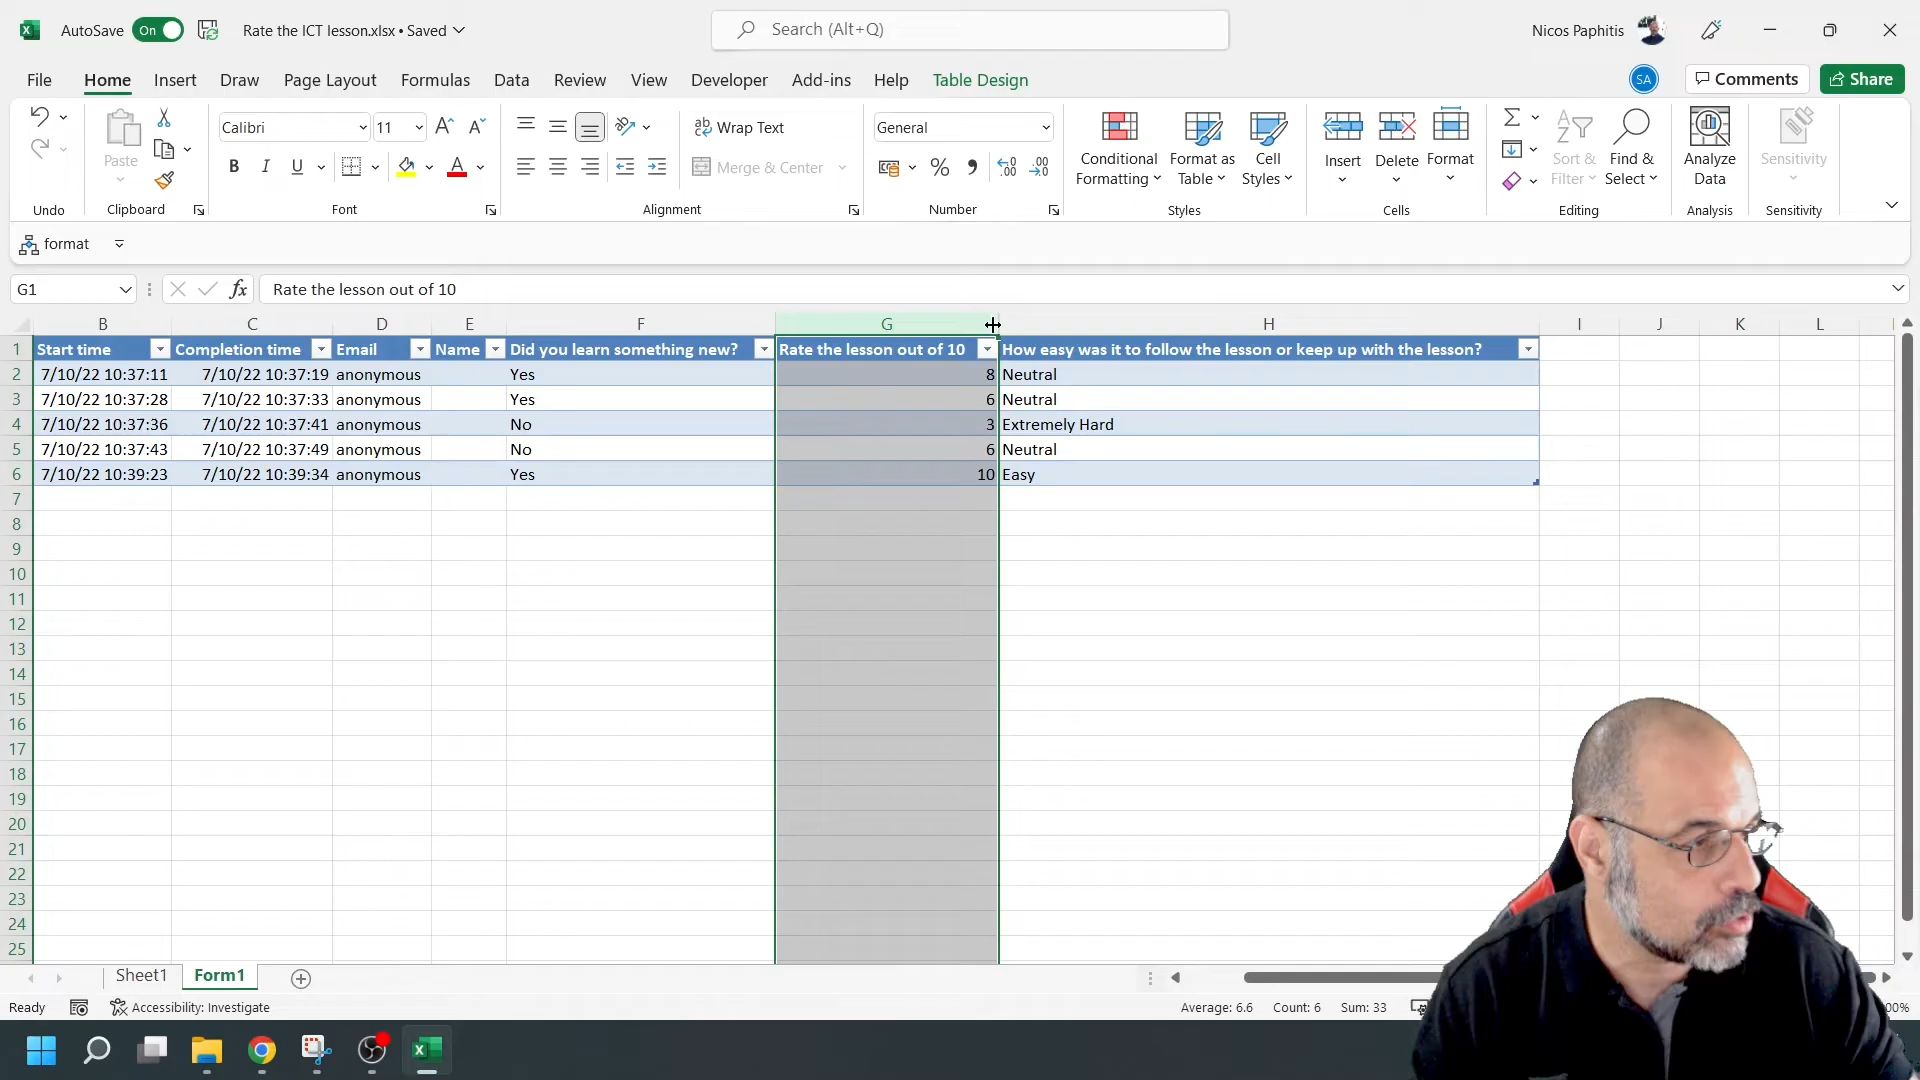 AutoSave On Rate the ICT lesson.xlsx • Saved Search (Alt+Q) Nicos Paphitis
File Home Insert Draw Page Layout Formulas Data Review View Developer Add-ins Help Table Design SA Comments Share
Calibri 11 Wrap Text General
Paste Conditional Formatting Format as Table Cell Styles Insert Delete Format Sort & Filter Find & Select Analyze Data Sensitivity
B I U A Merge & Center
Undo Clipboard Font Alignment Number Styles Cells Editing Analysis Sensitivity
format
G1 fx Rate the lesson out of 10
B C D E F G H I J K L
1 Start time Completion time Email Name Did you learn something new? Rate the lesson out of 10 How easy was it to follow the lesson or keep up with the lesson?
2 7/10/22 10:37:11 7/10/22 10:37:19 anonymous Yes 8 Neutral
3 7/10/22 10:37:28 7/10/22 10:37:33 anonymous Yes 6 Neutral
4 7/10/22 10:37:36 7/10/22 10:37:41 anonymous No 3 Extremely Hard
5 7/10/22 10:37:43 7/10/22 10:37:49 anonymous No 6 Neutral
6 7/10/22 10:39:23 7/10/22 10:39:34 anonymous Yes 10 Easy
7
8
9
10
11
12
13
14
15
16
17
18
19
20
21
22
23
24
25
Sheet1 Form1
Ready Accessibility: Investigate Average: 6.6 Count: 6 Sum: 33